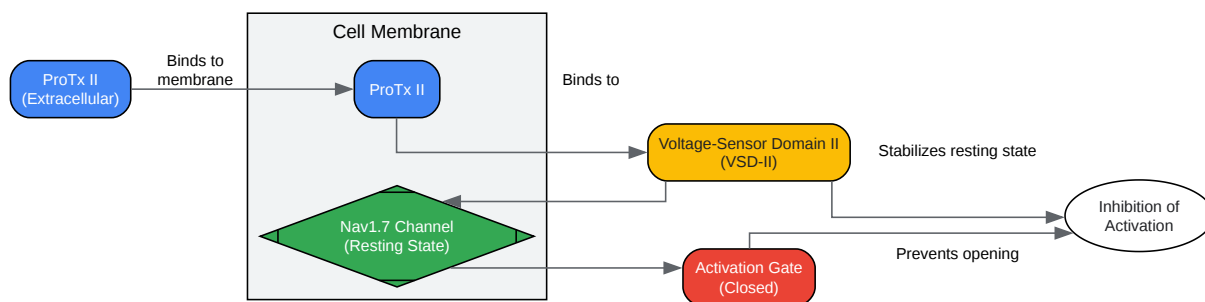 Cell Membrane
ProTx II
(Extracellular)
Binds to
membrane
ProTx II
Binds to
Voltage-Sensor Domain II
(VSD-II)
Stabilizes resting state
Nav1.7 Channel
(Resting State)
Activation Gate
(Closed)
Prevents opening
Inhibition of
Activation